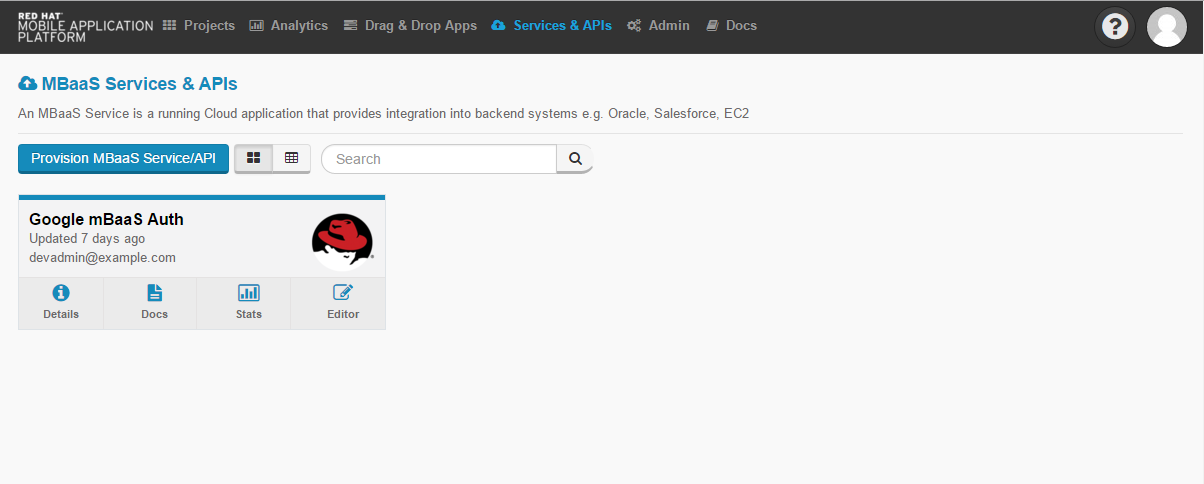 RED HAT
MOBILE APPLICATION
PLATFORM
Projects
Analytics
Drag & Drop Apps
Services & APIs
Admin
Docs
?
MBaaS Services & APIs
An MBaaS Service is a running Cloud application that provides integration into backend systems e.g. Oracle, Salesforce, EC2
Provision MBaaS Service/API
Search
Google mBaaS Auth
Updated 7 days ago
devadmin@example.com
Details
Docs
Stats
Editor